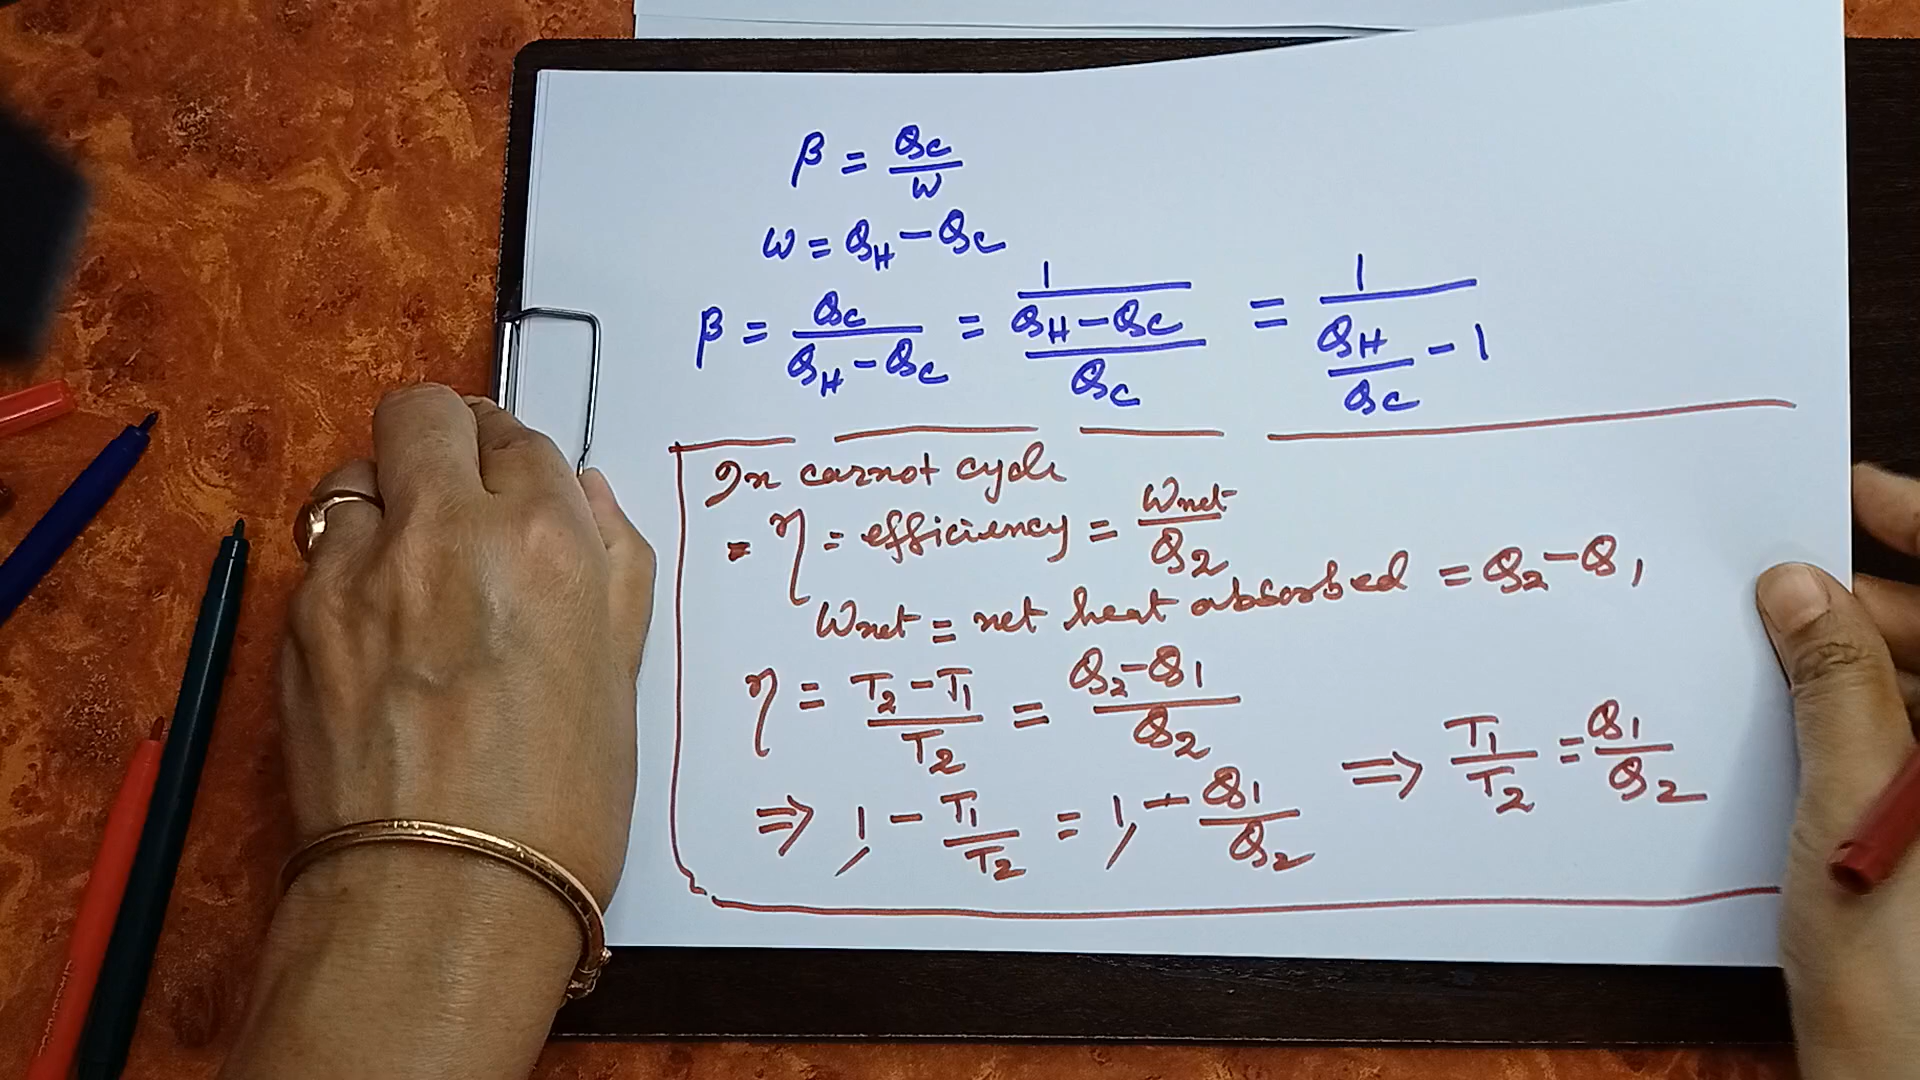 β = Qc/W
W = QH − Qc
β = Qc/(QH − Qc) = 1/((QH − Qc)/Qc) = 1/(QH/Qc − 1)
In carnot cycle
= η = efficiency = Wnet/Q2
Wnet = net heat absorbed = Q2 − Q1
η = (T2 − T1)/T2 = (Q2 − Q1)/Q2
⇒ 1 − T1/T2 = 1 − Q1/Q2 ⇒ T1/T2 = Q1/Q2